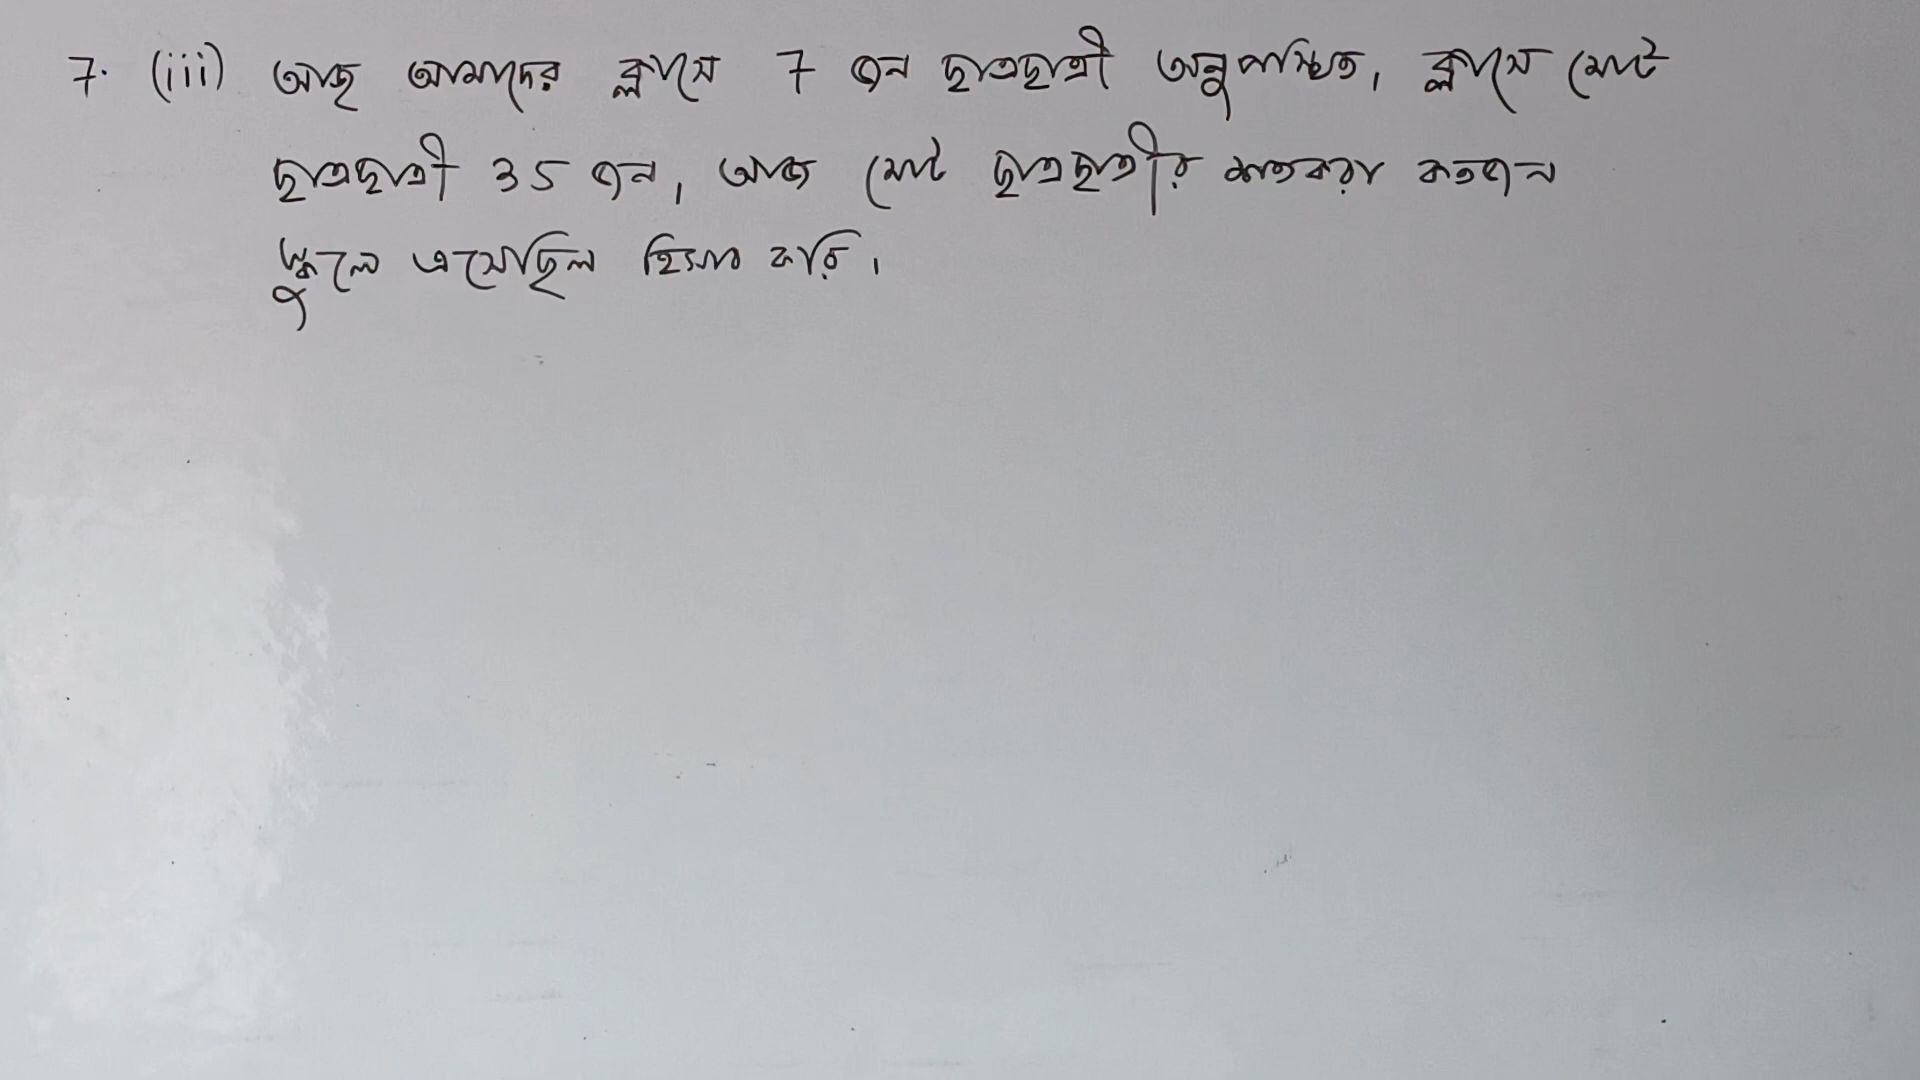 7. (iii) আজ আমাদের ক্লাসে 7 জন ছাত্রছাত্রী অনুপস্থিত। ক্লাসে মোট
ছাত্রছাত্রী 35 জন, আজ মোট ছাত্রছাত্রীর শতকরা কতজন
স্কুলে এসেছিল হিসাব করি।